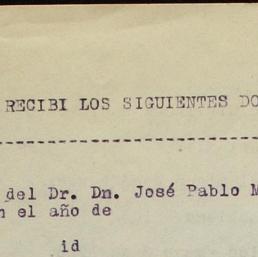 RECIBI LOS SIGUIENTES DO
del Dr. Dn. José Pablo M
n el año de
id